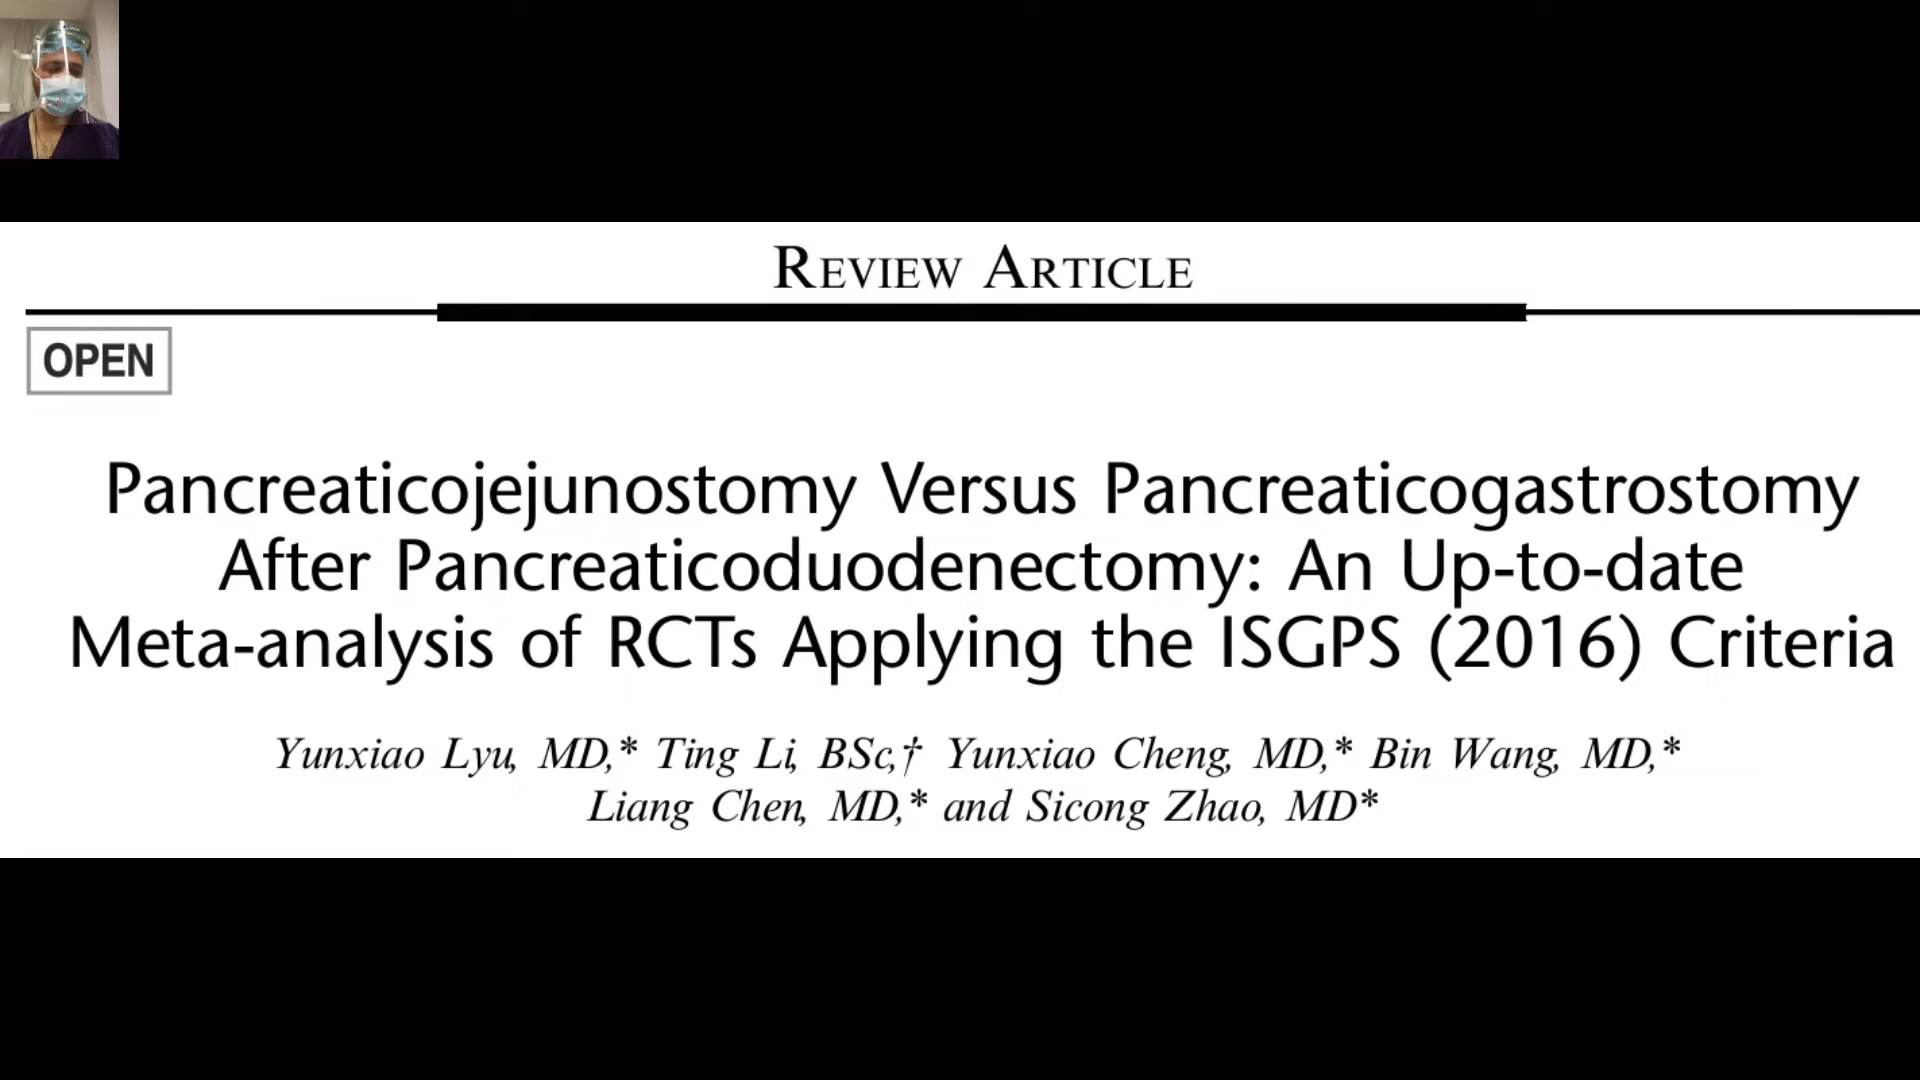 REVIEW ARTICLE
OPEN
Pancreaticojejunostomy Versus Pancreaticogastrostomy
After Pancreaticoduodenectomy: An Up-to-date
Meta-analysis of RCTs Applying the ISGPS (2016) Criteria
Yunxiao Lyu, MD,* Ting Li, BSc,† Yunxiao Cheng, MD,* Bin Wang, MD,*
Liang Chen, MD,* and Sicong Zhao, MD*